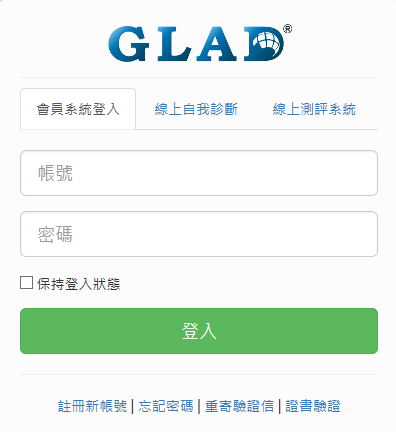 GLAD®
會員系統登入 線上自我診斷 線上測評系統
帳號
密碼
保持登入狀態
登入
註冊新帳號 | 忘記密碼 | 重寄驗證信 | 證書驗證